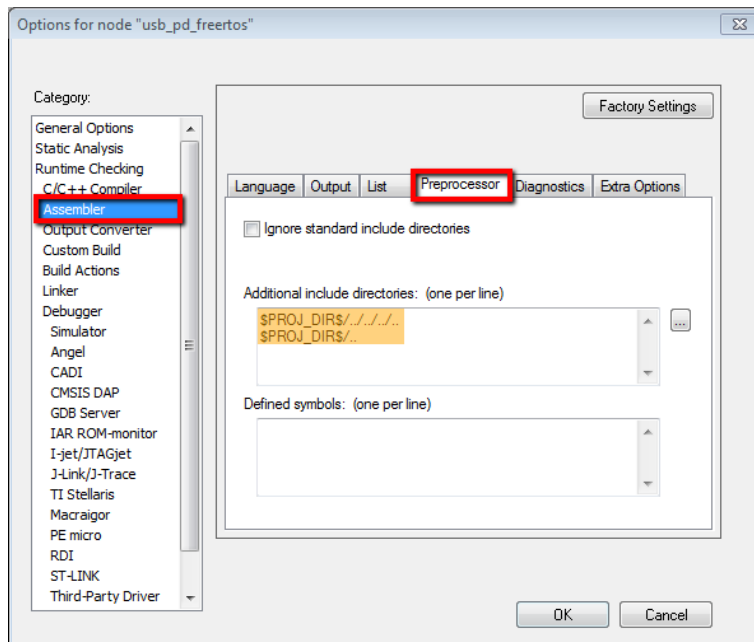 Options for node "usb_pd_freertos"
Category:
Factory Settings
General Options
Static Analysis
Runtime Checking
C/C++ Compiler
Assembler
Output Converter
Custom Build
Build Actions
Linker
Debugger
Simulator
Angel
CADI
CMSIS DAP
GDB Server
IAR ROM-monitor
I-jet/JTAGjet
J-Link/J-Trace
TI Stellaris
Macraigor
PE micro
RDI
ST-LINK
Third-Party Driver
Language Output List Preprocessor Diagnostics Extra Options
Ignore standard include directories
Additional include directories: (one per line)
$PROJ_DIR$/../../../..
$PROJ_DIR$/..
...
Defined symbols: (one per line)
OK Cancel